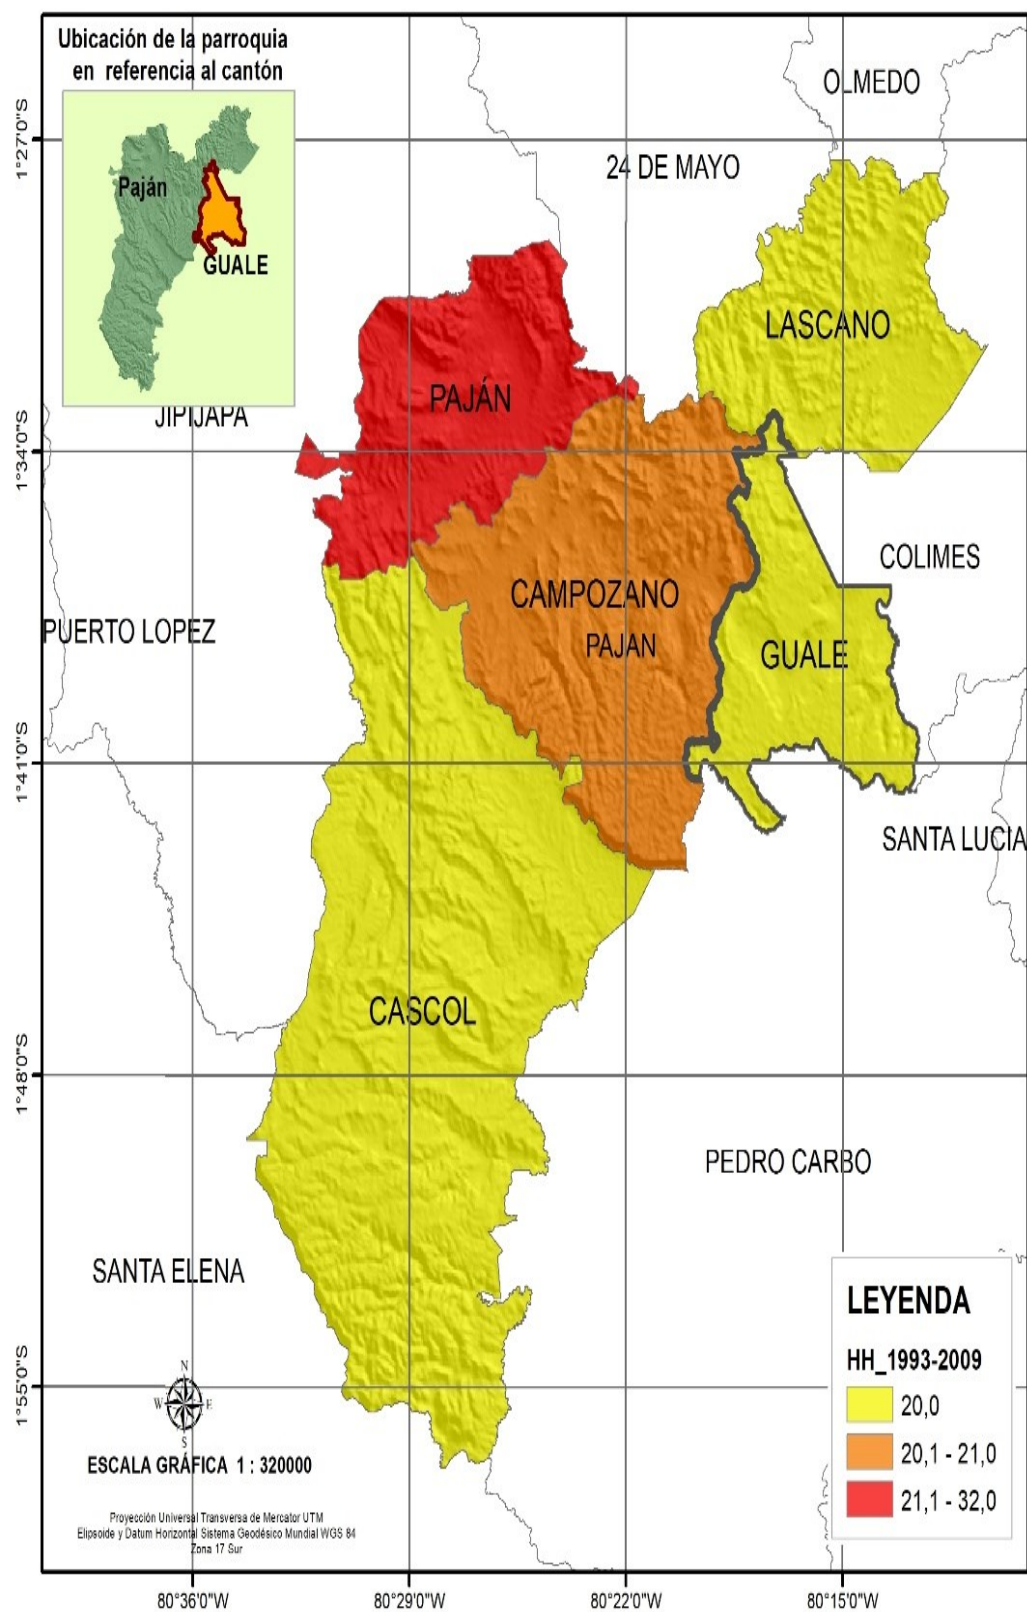 Ubicación de la parroquia
en referencia al cantón
Paján
GUALE
OLMEDO
24 DE MAYO
LASCANO
PAJÁN
JIPIJAPA
COLIMES
CAMPOZANO
PAJAN
PUERTO LOPEZ
GUALE
SANTA LUCIA
CASCOL
PEDRO CARBO
SANTA ELENA
LEYENDA
HH_1993-2009
20,0
20,1 - 21,0
21,1 - 32,0
N
W E
S
ESCALA GRÁFICA 1 : 320000
Proyección Universal Transversa de Mercator UTM
Elipsoide y Datum Horizontal Sistema Geodésico Mundial WGS 84
Zona 17 Sur
1°27'0"S
1°34'0"S
1°41'0"S
1°48'0"S
1°55'0"S
80°36'0"W
80°29'0"W
80°22'0"W
80°15'0"W